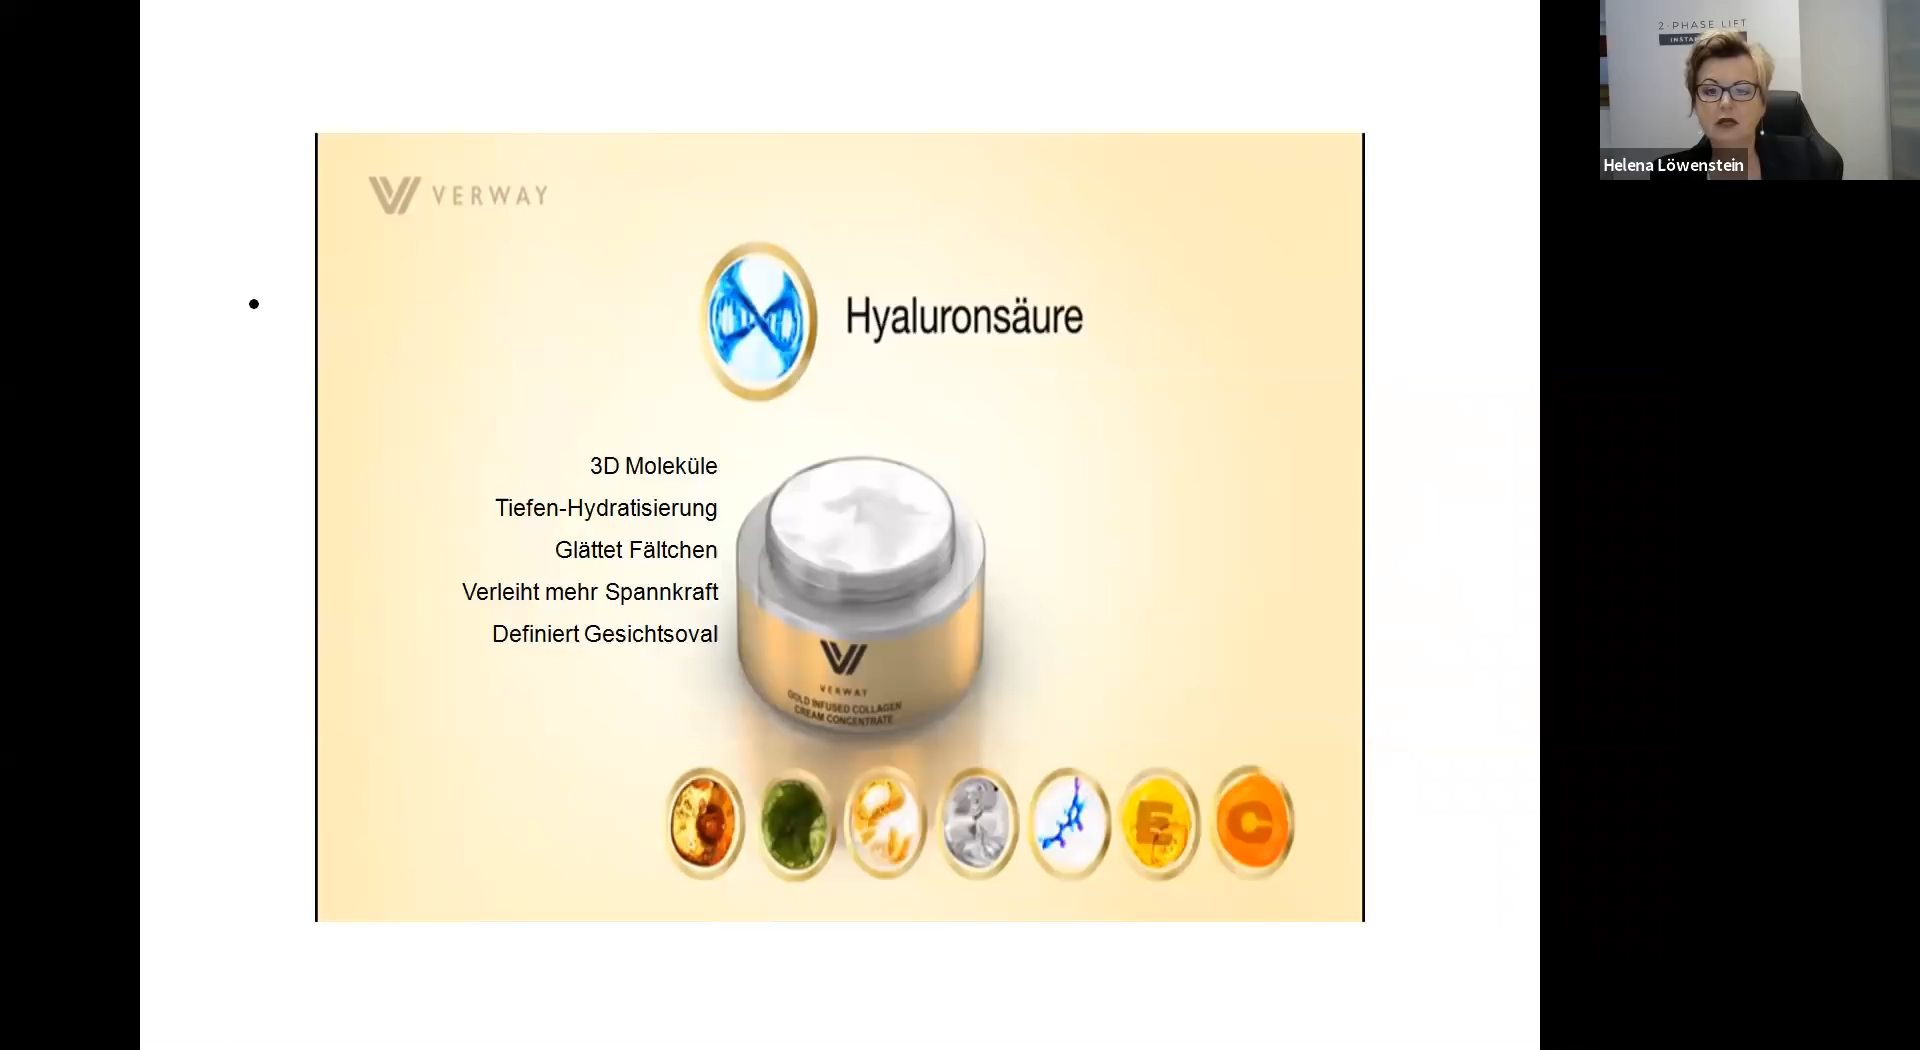 VERWAY
Hyaluronsäure
3D Moleküle
Tiefen-Hydratisierung
Glättet Fältchen
Verleiht mehr Spannkraft
Definiert Gesichtsoval
VERWAY
GOLD INFUSED COLLAGEN
CREAM CONCENTRATE
E
C
2-PHASE LIFT
Helena Löwenstein